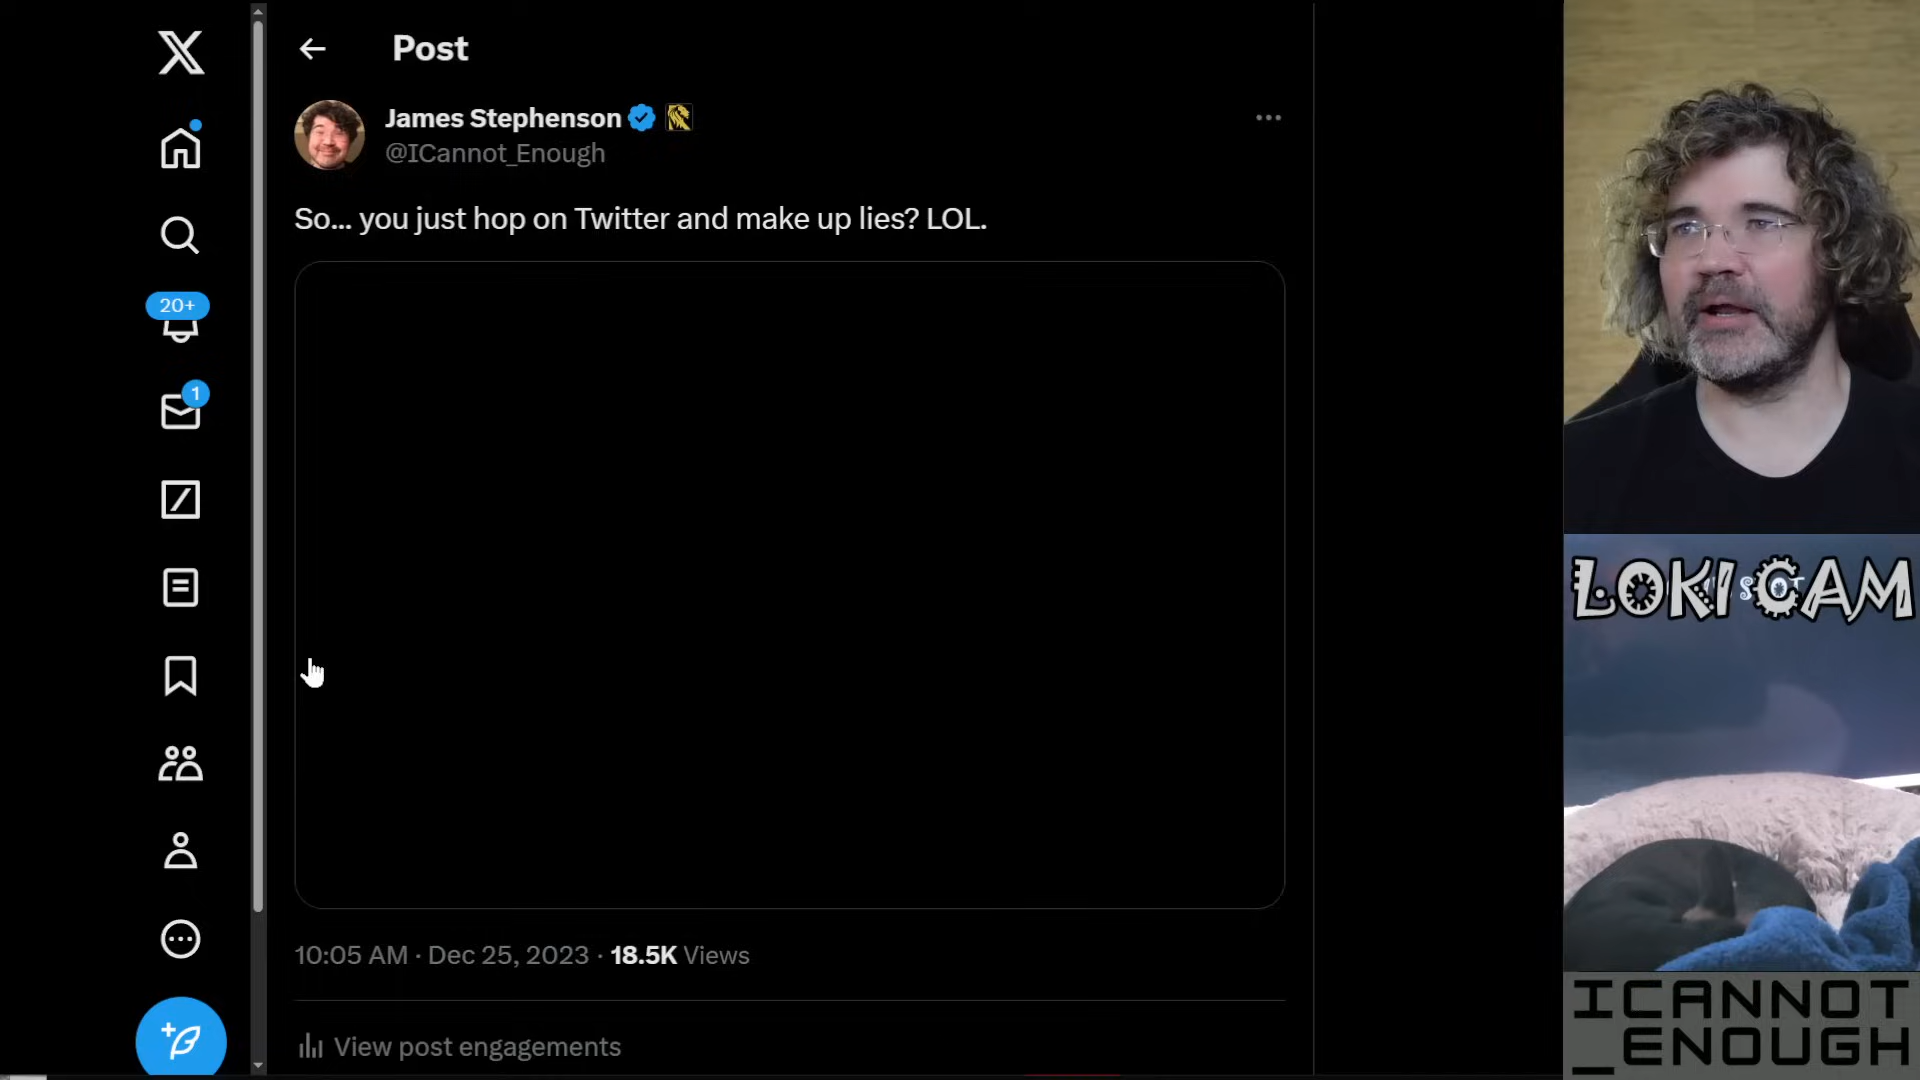 Post
James Stephenson
@ICannot_Enough
So... you just hop on Twitter and make up lies? LOL.
20+
1
10:05 AM · Dec 25, 2023 · 18.5K Views
View post engagements
LOKI CAM
ICANNOT
_ENOUGH